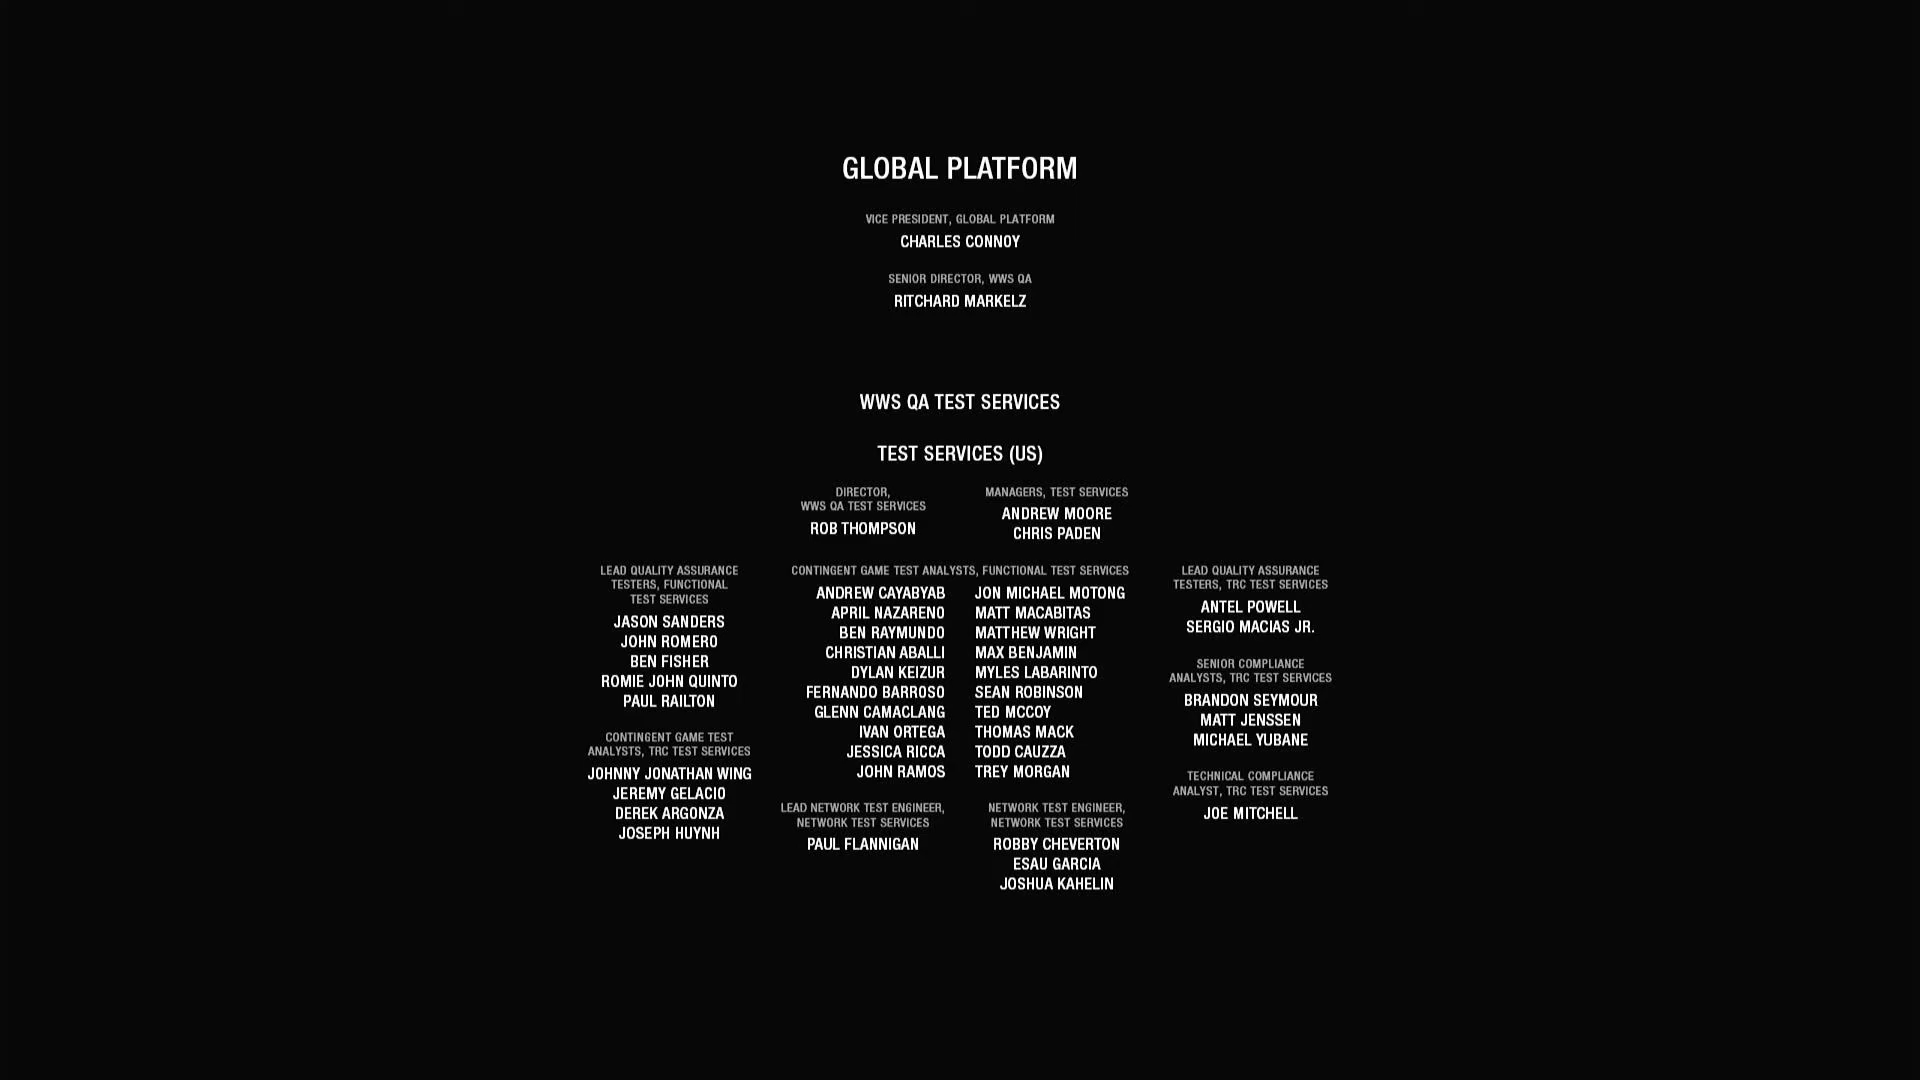 GLOBAL PLATFORM
VICE PRESIDENT, GLOBAL PLATFORM
CHARLES CONNOY
SENIOR DIRECTOR, WWS QA
RITCHARD MARKELZ
WWS QA TEST SERVICES
TEST SERVICES (US)
DIRECTOR,
WWS QA TEST SERVICES
ROB THOMPSON
MANAGERS, TEST SERVICES
ANDREW MOORE
CHRIS PADEN
LEAD QUALITY ASSURANCE
TESTERS, FUNCTIONAL
TEST SERVICES
JASON SANDERS
JOHN ROMERO
BEN FISHER
ROMIE JOHN QUINTO
PAUL RAILTON
CONTINGENT GAME TEST
ANALYSTS, TRC TEST SERVICES
JOHNNY JONATHAN WING
JEREMY GELACIO
DEREK ARGONZA
JOSEPH HUYNH
CONTINGENT GAME TEST ANALYSTS, FUNCTIONAL TEST SERVICES
ANDREW CAYABYAB
APRIL NAZARENO
BEN RAYMUNDO
CHRISTIAN ABALLI
DYLAN KEIZUR
FERNANDO BARROSO
GLENN CAMACLANG
IVAN ORTEGA
JESSICA RICCA
JOHN RAMOS
JON MICHAEL MOTONG
MATT MACABITAS
MATTHEW WRIGHT
MAX BENJAMIN
MYLES LABARINTO
SEAN ROBINSON
TED MCCOY
THOMAS MACK
TODD CAUZZA
TREY MORGAN
LEAD NETWORK TEST ENGINEER,
NETWORK TEST SERVICES
PAUL FLANNIGAN
NETWORK TEST ENGINEER,
NETWORK TEST SERVICES
ROBBY CHEVERTON
ESAU GARCIA
JOSHUA KAHELIN
LEAD QUALITY ASSURANCE
TESTERS, TRC TEST SERVICES
ANTEL POWELL
SERGIO MACIAS JR.
SENIOR COMPLIANCE
ANALYSTS, TRC TEST SERVICES
BRANDON SEYMOUR
MATT JENSSEN
MICHAEL YUBANE
TECHNICAL COMPLIANCE
ANALYST, TRC TEST SERVICES
JOE MITCHELL